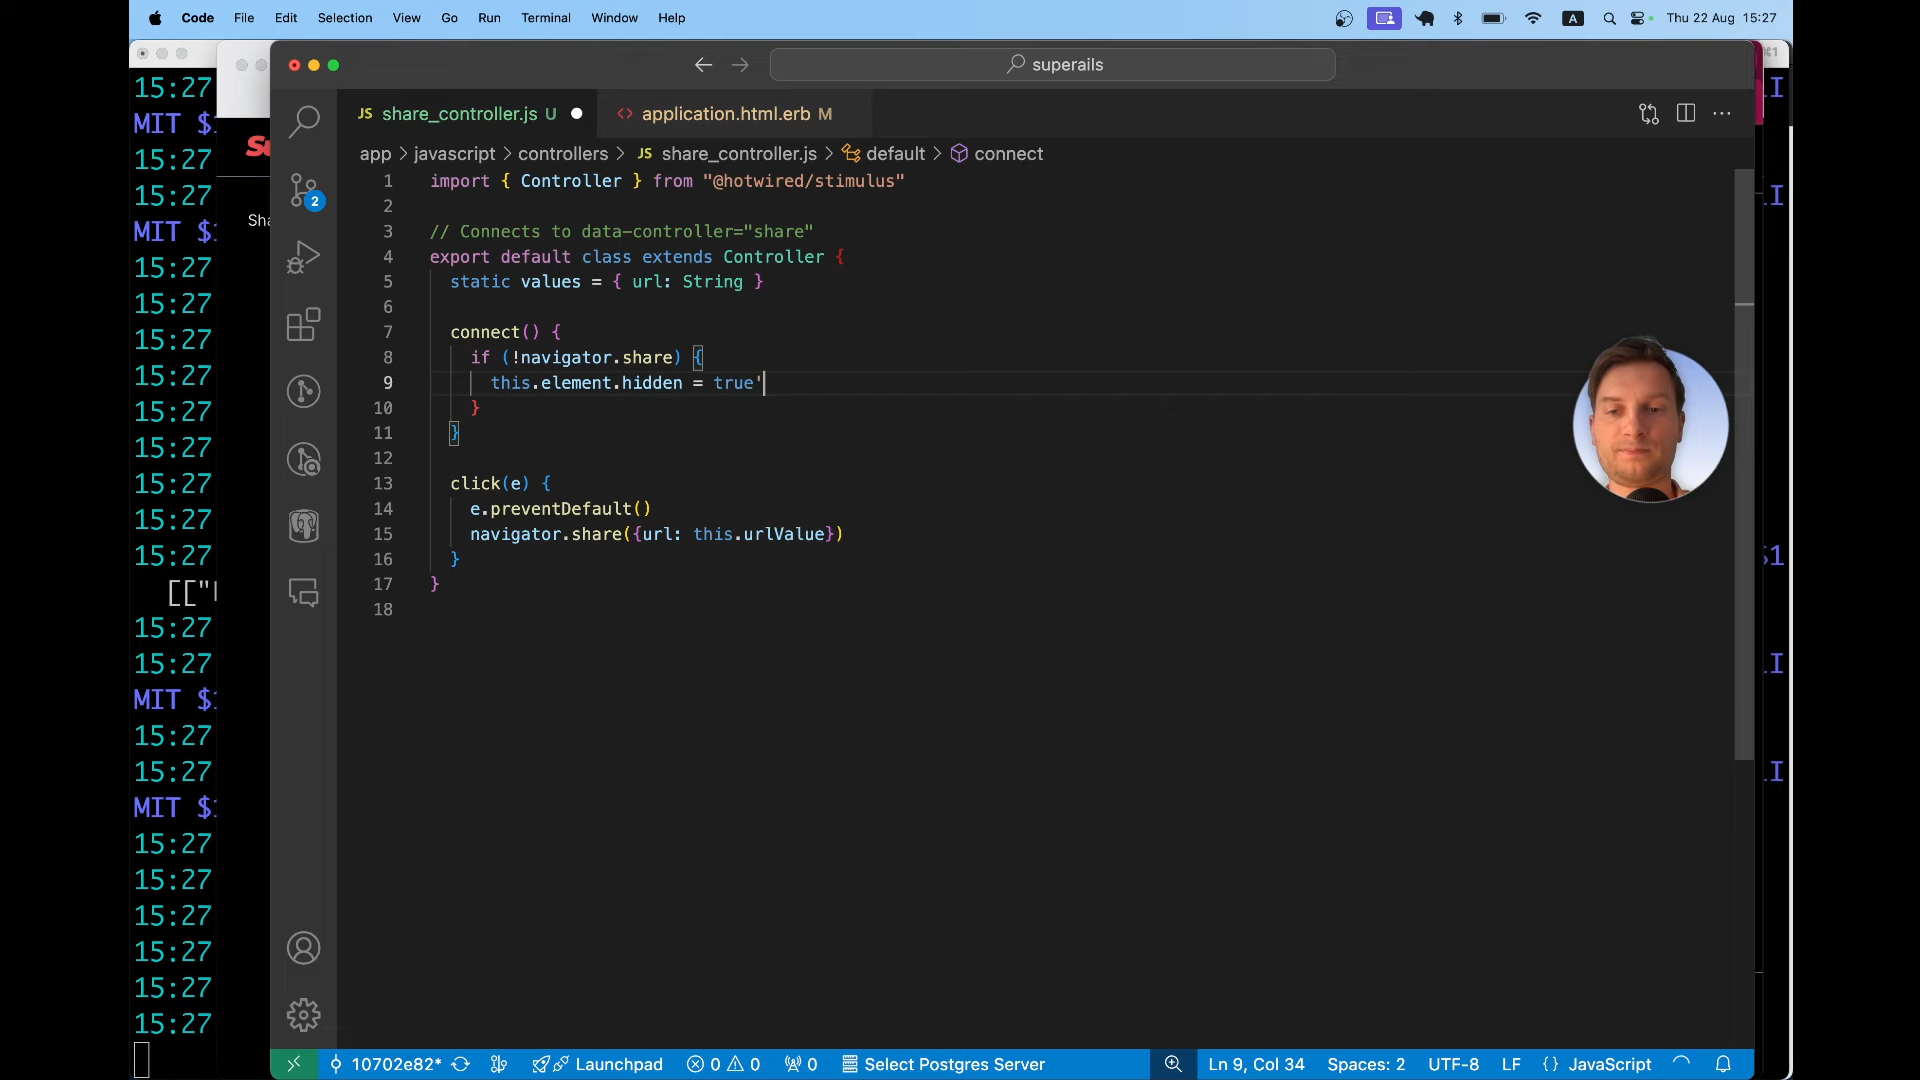 Code File Edit Selection View Go Run Terminal Window Help
A Thu 22 Aug 15:27
superails
JS share_controller.js U
<> application.html.erb M
app > javascript > controllers > JS share_controller.js > default > connect
1 import { Controller } from "@hotwired/stimulus"
2
3 // Connects to data-controller="share"
4 export default class extends Controller {
5 static values = { url: String }
6
7 connect() {
8 if (!navigator.share) {
9 this.element.hidden = true'
10 }
11 }
12
13 click(e) {
14 e.preventDefault()
15 navigator.share({url: this.urlValue})
16 }
17 }
18
2
15:27
MIT $
15:27
15:27
MIT $
15:27
15:27
15:27
15:27
15:27
15:27
15:27
15:27
15:27
[["
15:27
15:27
MIT $
15:27
15:27
MIT $
15:27
15:27
15:27
15:27
15:27
15:27
10702e82* Launchpad 0 0 0 Select Postgres Server Ln 9, Col 34 Spaces: 2 UTF-8 LF {} JavaScript